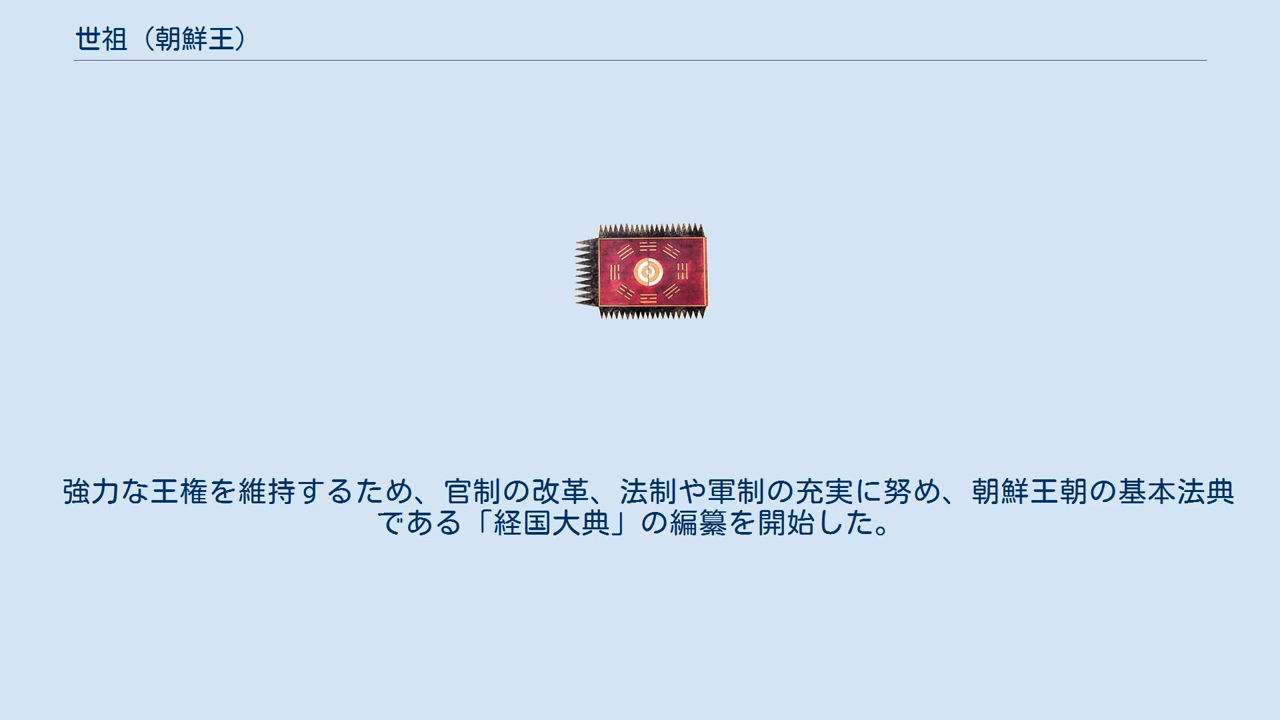 世祖（朝鮮王）
強力な王権を維持するため、官制の改革、法制や軍制の充実に努め、朝鮮王朝の基本法典
である「経国大典」の編纂を開始した。